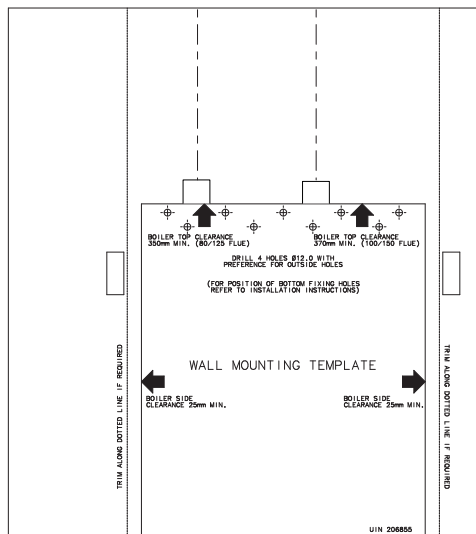 BOILER TOP CLEARANCE
350mm MIN. (80/125 FLUE)
BOILER TOP CLEARANCE
370mm MIN. (100/150 FLUE)
DRILL 4 HOLES Ø12.0 WITH
PREFERENCE FOR OUTSIDE HOLES
(FOR POSITION OF BOTTOM FIXING HOLES
REFER TO INSTALLATION INSTRUCTIONS)
WALL MOUNTING TEMPLATE
TRIM ALONG DOTTED LINE IF REQUIRED
BOILER SIDE
CLEARANCE 25mm MIN.
BOILER SIDE
CLEARANCE 25mm MIN.
TRIM ALONG DOTTED LINE IF REQUIRED
UIN 206855